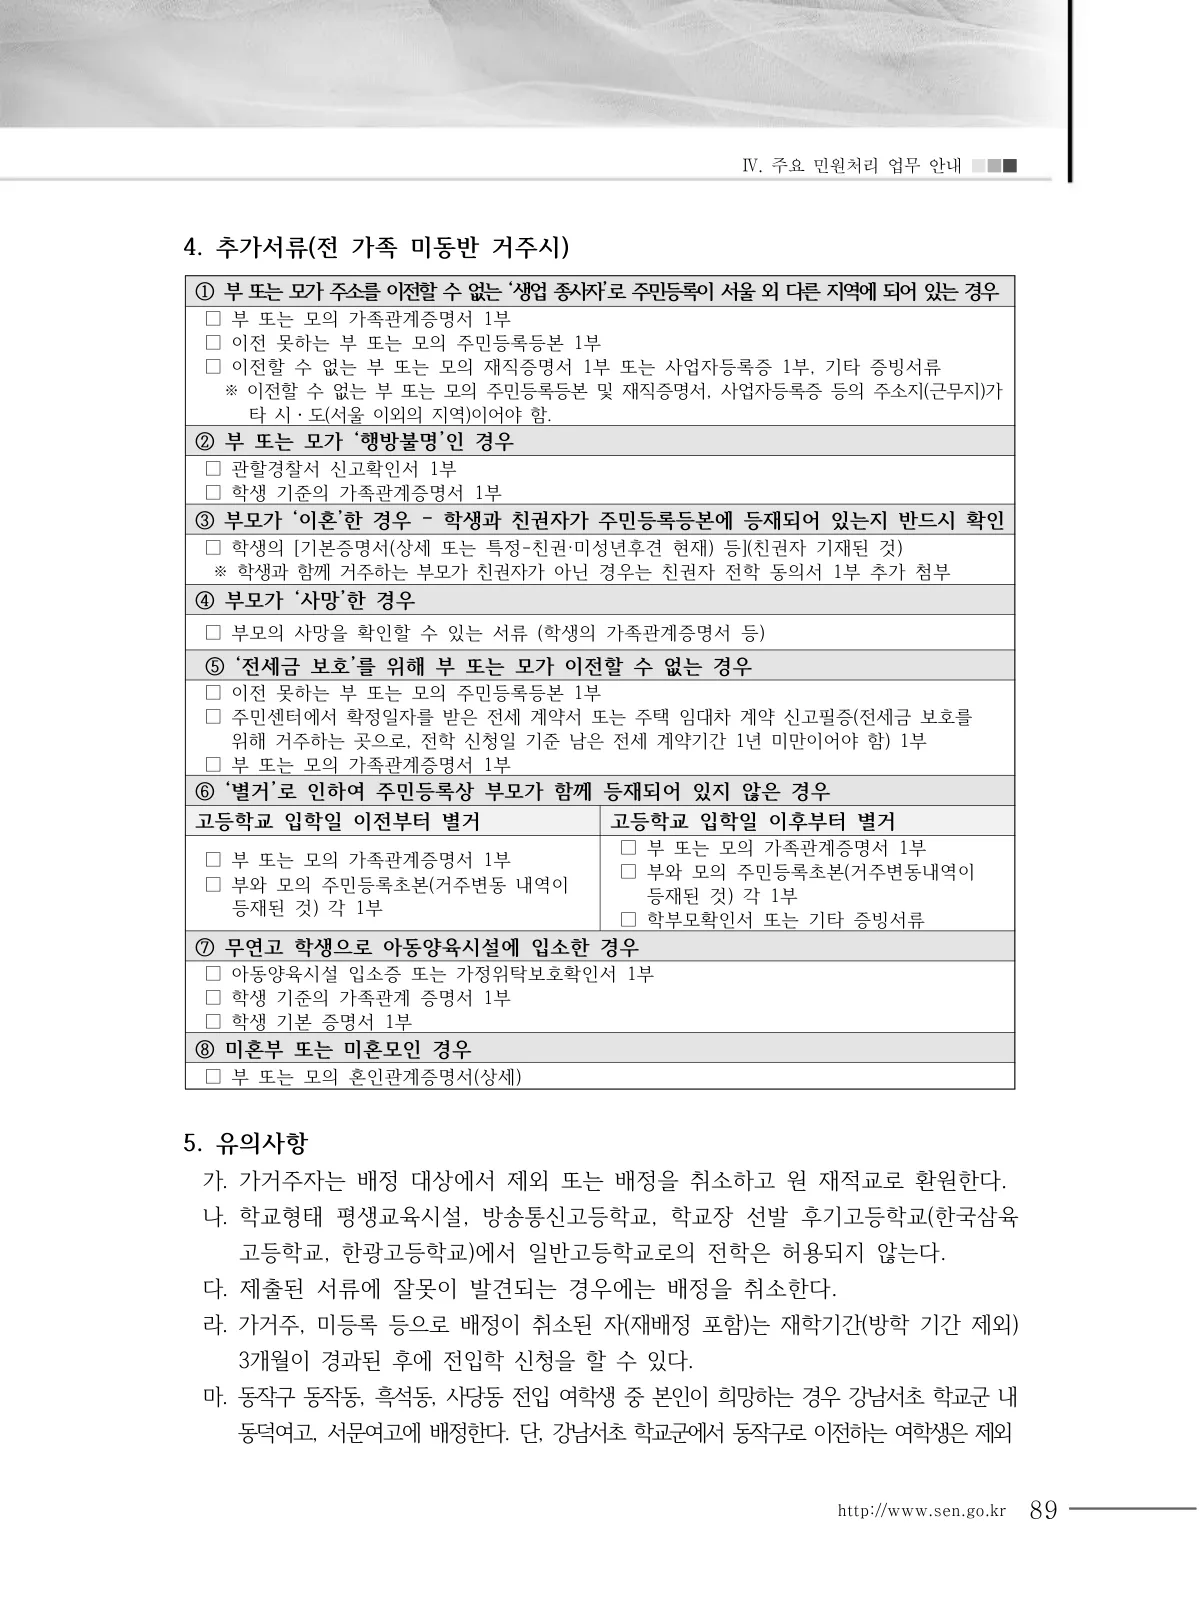 Ⅳ. 주요 민원처리 업무 안내
4. 추가서류(전 가족 미동반 거주시)
① 부 또는 모가 주소를 이전할 수 없는 ‘생업 종사자’로 주민등록이 서울 외 다른 지역에 되어 있는 경우
□ 부 또는 모의 가족관계증명서 1부
□ 이전 못하는 부 또는 모의 주민등록등본 1부
□ 이전할 수 없는 부 또는 모의 재직증명서 1부 또는 사업자등록증 1부, 기타 증빙서류
※ 이전할 수 없는 부 또는 모의 주민등록등본 및 재직증명서, 사업자등록증 등의 주소지(근무지)가
타 시·도(서울 이외의 지역)이어야 함.
② 부 또는 모가 ‘행방불명’인 경우
□ 관할경찰서 신고확인서 1부
□ 학생 기준의 가족관계증명서 1부
③ 부모가 ‘이혼’한 경우 - 학생과 친권자가 주민등록등본에 등재되어 있는지 반드시 확인
□ 학생의 [기본증명서(상세 또는 특정-친권·미성년후견 현재) 등](친권자 기재된 것)
※ 학생과 함께 거주하는 부모가 친권자가 아닌 경우는 친권자 전학 동의서 1부 추가 첨부
④ 부모가 ‘사망’한 경우
□ 부모의 사망을 확인할 수 있는 서류 (학생의 가족관계증명서 등)
⑤ ‘전세금 보호’를 위해 부 또는 모가 이전할 수 없는 경우
□ 이전 못하는 부 또는 모의 주민등록등본 1부
□ 주민센터에서 확정일자를 받은 전세 계약서 또는 주택 임대차 계약 신고필증(전세금 보호를
위해 거주하는 곳으로, 전학 신청일 기준 남은 전세 계약기간 1년 미만이어야 함) 1부
□ 부 또는 모의 가족관계증명서 1부
⑥ ‘별거’로 인하여 주민등록상 부모가 함께 등재되어 있지 않은 경우
고등학교 입학일 이전부터 별거
□ 부 또는 모의 가족관계증명서 1부
□ 부와 모의 주민등록초본(거주변동 내역이
등재된 것) 각 1부
고등학교 입학일 이후부터 별거
□ 부 또는 모의 가족관계증명서 1부
□ 부와 모의 주민등록초본(거주변동내역이
등재된 것) 각 1부
□ 학부모확인서 또는 기타 증빙서류
⑦ 무연고 학생으로 아동양육시설에 입소한 경우
□ 아동양육시설 입소증 또는 가정위탁보호확인서 1부
□ 학생 기준의 가족관계 증명서 1부
□ 학생 기본 증명서 1부
⑧ 미혼부 또는 미혼모인 경우
□ 부 또는 모의 혼인관계증명서(상세)
5. 유의사항
가. 가거주자는 배정 대상에서 제외 또는 배정을 취소하고 원 재적교로 환원한다.
나. 학교형태 평생교육시설, 방송통신고등학교, 학교장 선발 후기고등학교(한국삼육
고등학교, 한광고등학교)에서 일반고등학교로의 전학은 허용되지 않는다.
다. 제출된 서류에 잘못이 발견되는 경우에는 배정을 취소한다.
라. 가거주, 미등록 등으로 배정이 취소된 자(재배정 포함)는 재학기간(방학 기간 제외)
3개월이 경과된 후에 전입학 신청을 할 수 있다.
마. 동작구 동작동, 흑석동, 사당동 전입 여학생 중 본인이 희망하는 경우 강남서초 학교군 내
동덕여고, 서문여고에 배정한다. 단, 강남서초 학교군에서 동작구로 이전하는 여학생은 제외
http://www.sen.go.kr 89